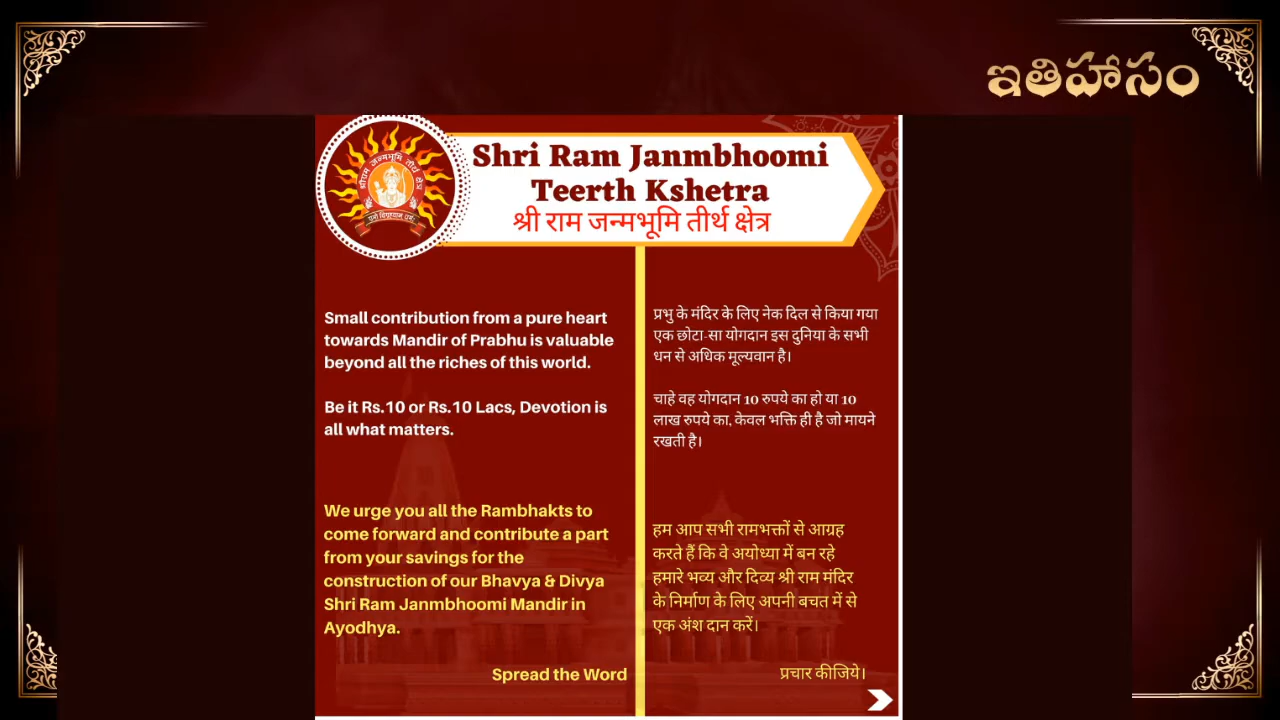 ఇతిహాసం
Shri Ram Janmbhoomi
Teerth Kshetra
श्री राम जन्मभूमि तीर्थ क्षेत्र
श्रीराम जन्मभूमि तीर्थ क्षेत्र
Small contribution from a pure heart
towards Mandir of Prabhu is valuable
beyond all the riches of this world.
Be it Rs.10 or Rs.10 Lacs, Devotion is
all what matters.
We urge you all the Rambhakts to
come forward and contribute a part
from your savings for the
construction of our Bhavya & Divya
Shri Ram Janmbhoomi Mandir in
Ayodhya.
Spread the Word
प्रभु के मंदिर के लिए नेक दिल से किया गया
एक छोटा-सा योगदान इस दुनिया के सभी
धन से अधिक मूल्यवान है।
चाहे वह योगदान 10 रुपये का हो या 10
लाख रुपये का, केवल भक्ति ही है जो मायने
रखती है।
हम आप सभी रामभक्तों से आग्रह
करते हैं कि वे अयोध्या में बन रहे
हमारे भव्य और दिव्य श्री राम मंदिर
के निर्माण के लिए अपनी बचत में से
एक अंश दान करें।
प्रचार कीजिये।